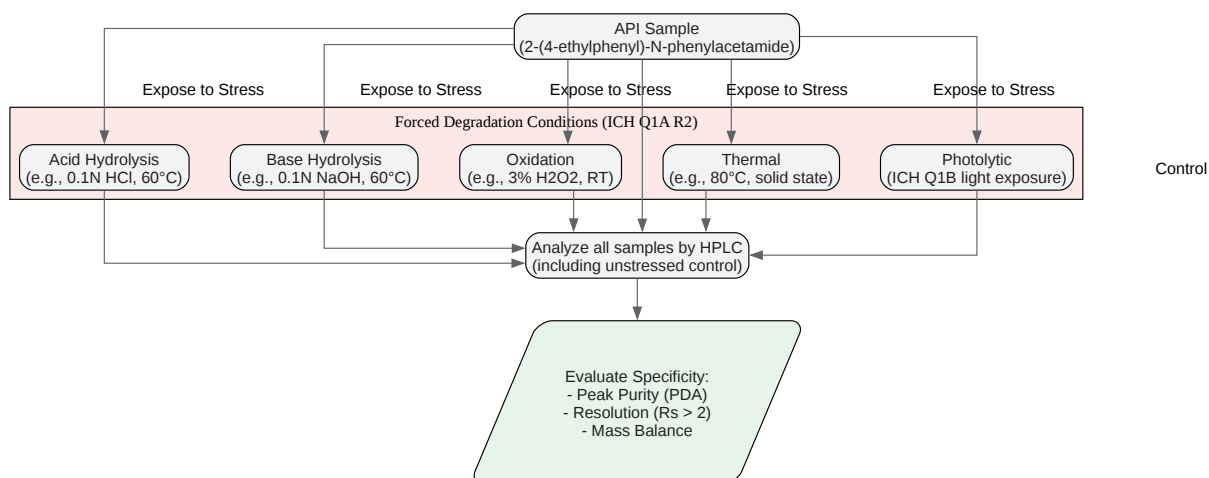 API Sample
(2-(4-ethylphenyl)-N-phenylacetamide)
Expose to Stress
Expose to Stress
Expose to Stress
Expose to Stress
Expose to Stress
Forced Degradation Conditions (ICH Q1A R2)
Acid Hydrolysis
(e.g., 0.1N HCl, 60°C)
Base Hydrolysis
(e.g., 0.1N NaOH, 60°C)
Oxidation
(e.g., 3% H2O2, RT)
Thermal
(e.g., 80°C, solid state)
Photolytic
(ICH Q1B light exposure)
Control
Analyze all samples by HPLC
(including unstressed control)
Evaluate Specificity:
- Peak Purity (PDA)
- Resolution (Rs > 2)
- Mass Balance